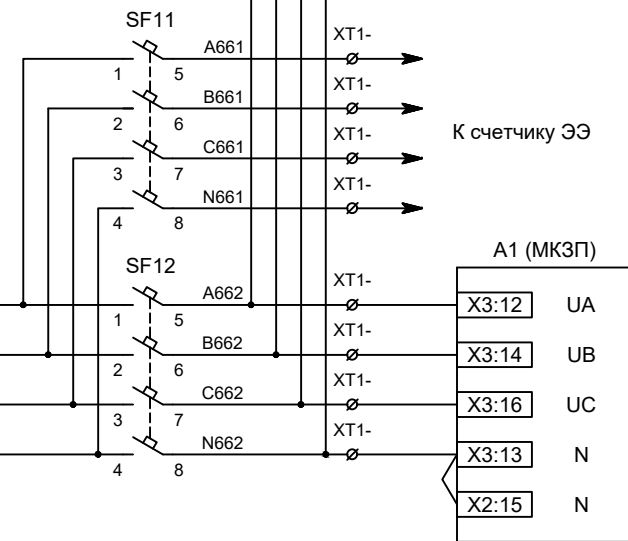 SF11
A661
XT1-
1
5
B661
XT1-
2
6
C661
XT1-
К счетчику ЭЭ
3
7
N661
XT1-
4
8
SF12
А1 (МКЗП)
A662
XT1-
X3:12
UA
1
5
B662
XT1-
X3:14
UB
2
6
C662
XT1-
X3:16
UC
3
7
N662
XT1-
X3:13
N
4
8
X2:15
N